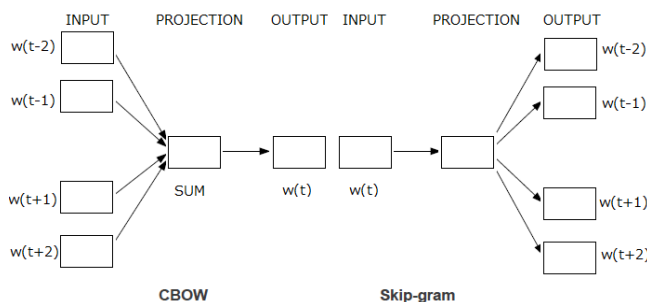 INPUT PROJECTION OUTPUT INPUT PROJECTION OUTPUT
w(t-2) w(t-2)
w(t-1) w(t-1)
SUM w(t) w(t)
w(t+1) w(t+1)
w(t+2) w(t+2)
CBOW Skip-gram